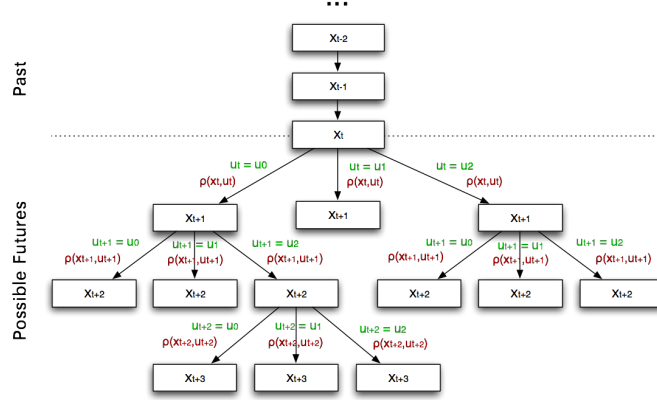 ...
Xt-2
Past
Xt-1
Xt
ut = u0
ut = u1
ut = u2
ρ(xt,ut)
ρ(xt,ut)
ρ(xt,ut)
Possible Futures
Xt+1
Xt+1
Xt+1
ut+1 = u0
ut+1 = u1
ut+1 = u2
ut+1 = u0
ut+1 = u1
ut+1 = u2
ρ(xt+1,ut+1)
ρ(xt+1,ut+1)
ρ(xt+1,ut+1)
ρ(xt+1,ut+1)
ρ(xt+1,ut+1)
ρ(xt+1,ut+1)
Xt+2
Xt+2
Xt+2
Xt+2
Xt+2
Xt+2
ut+2 = u0
ut+2 = u1
ut+2 = u2
ρ(xt+2,ut+2)
ρ(xt+2,ut+2)
ρ(xt+2,ut+2)
Xt+3
Xt+3
Xt+3